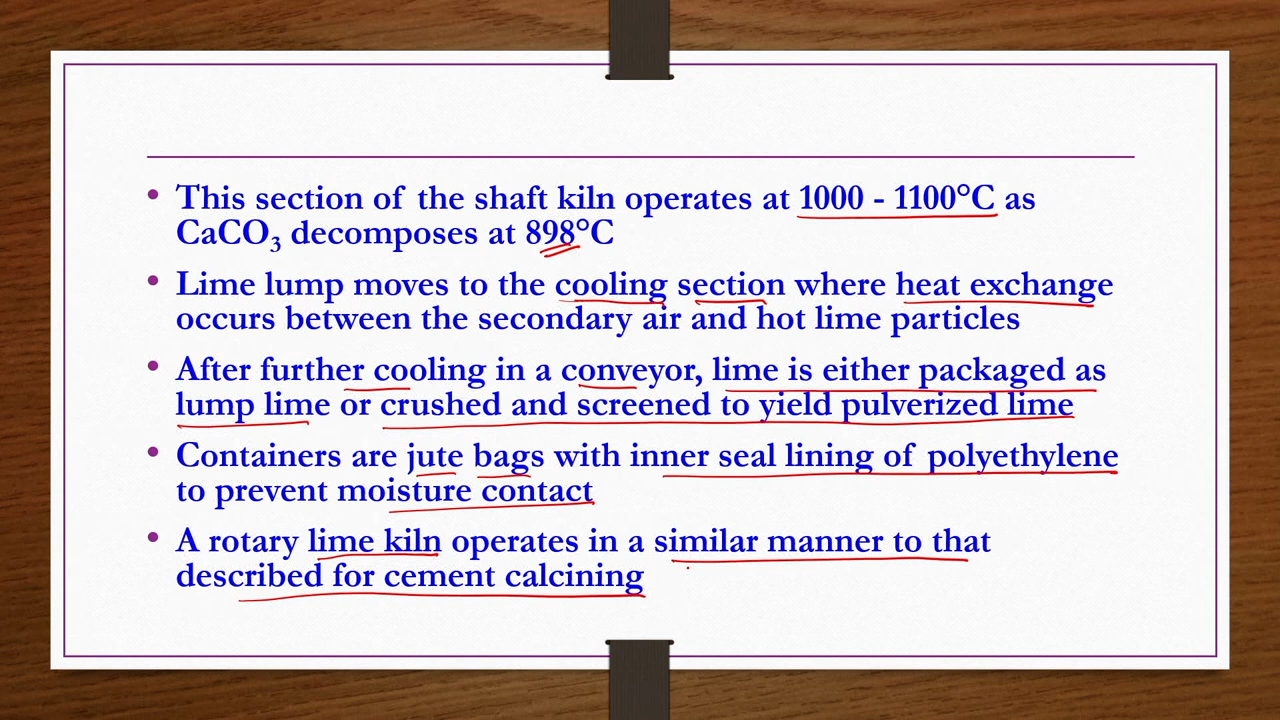 • This section of the shaft kiln operates at 1000 - 1100°C as
CaCO₃ decomposes at 898°C
• Lime lump moves to the cooling section where heat exchange
occurs between the secondary air and hot lime particles
• After further cooling in a conveyor, lime is either packaged as
lump lime or crushed and screened to yield pulverized lime
• Containers are jute bags with inner seal lining of polyethylene
to prevent moisture contact
• A rotary lime kiln operates in a similar manner to that
described for cement calcining